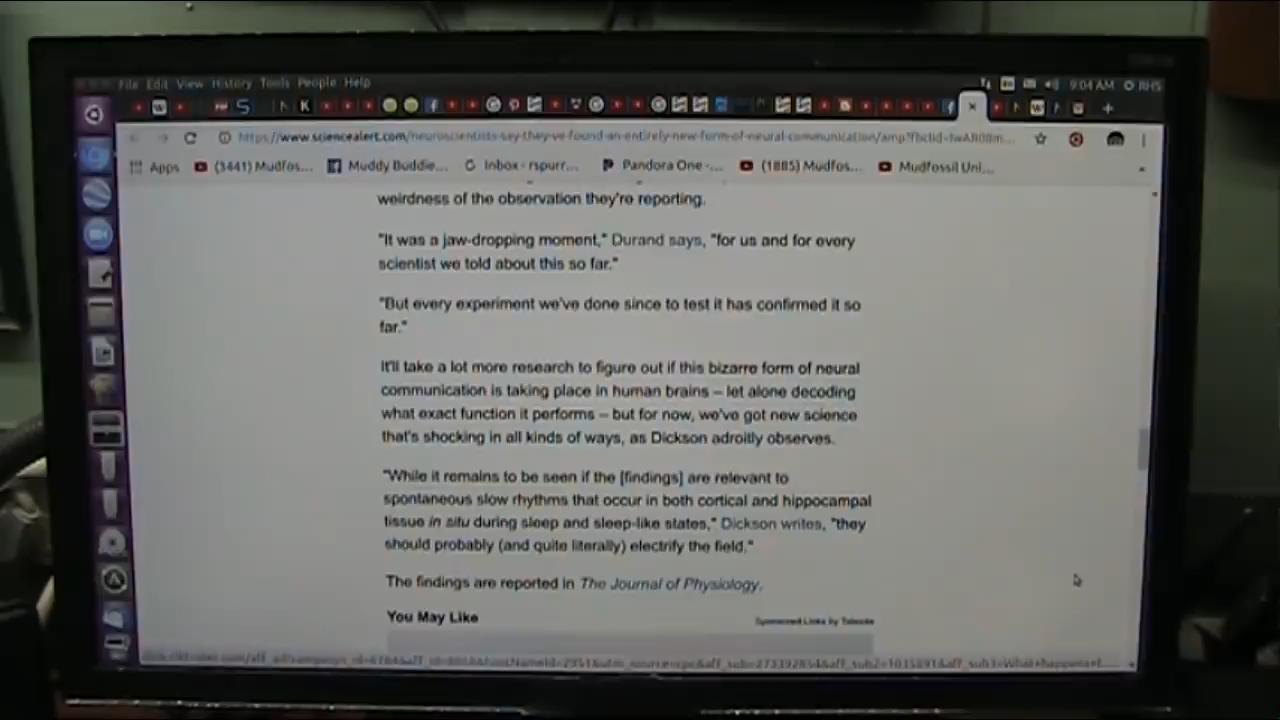 File Edit View History Tools People Help
9:04 AM RHS
https://www.sciencealert.com/neuroscientists-say-they-ve-found-an-entirely-new-form-of-neural-communication/amp?fbclid=IwAR08m...
Apps (3441) Mudfos... Muddy Buddie... Inbox - rspurr... Pandora One -... (1885) Mudfos... Mudfossil Uni...
weirdness of the observation they're reporting.
"It was a jaw-dropping moment," Durand says, "for us and for every
scientist we told about this so far."
"But every experiment we've done since to test it has confirmed it so
far."
It'll take a lot more research to figure out if this bizarre form of neural
communication is taking place in human brains – let alone decoding
what exact function it performs – but for now, we've got new science
that's shocking in all kinds of ways, as Dickson adroitly observes.
"While it remains to be seen if the [findings] are relevant to
spontaneous slow rhythms that occur in both cortical and hippocampal
tissue in situ during sleep and sleep-like states," Dickson writes, "they
should probably (and quite literally) electrify the field."
The findings are reported in The Journal of Physiology.
You May Like
Sponsored Links by Taboola